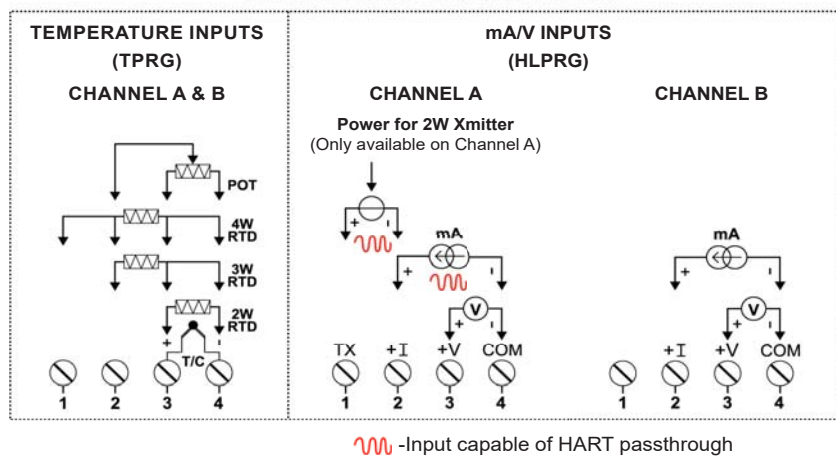 TEMPERATURE INPUTS
(TPRG)
CHANNEL A & B
POT
4W
RTD
3W
RTD
2W
RTD
+ -
T/C
1 2 3 4
mA/V INPUTS
(HLPRG)
CHANNEL A
Power for 2W Xmitter
(Only available on Channel A)
+ -
mA
+ -
V
+ -
TX +I +V COM
1 2 3 4
CHANNEL B
mA
+ -
V
+ -
+I +V COM
1 2 3 4
-Input capable of HART passthrough